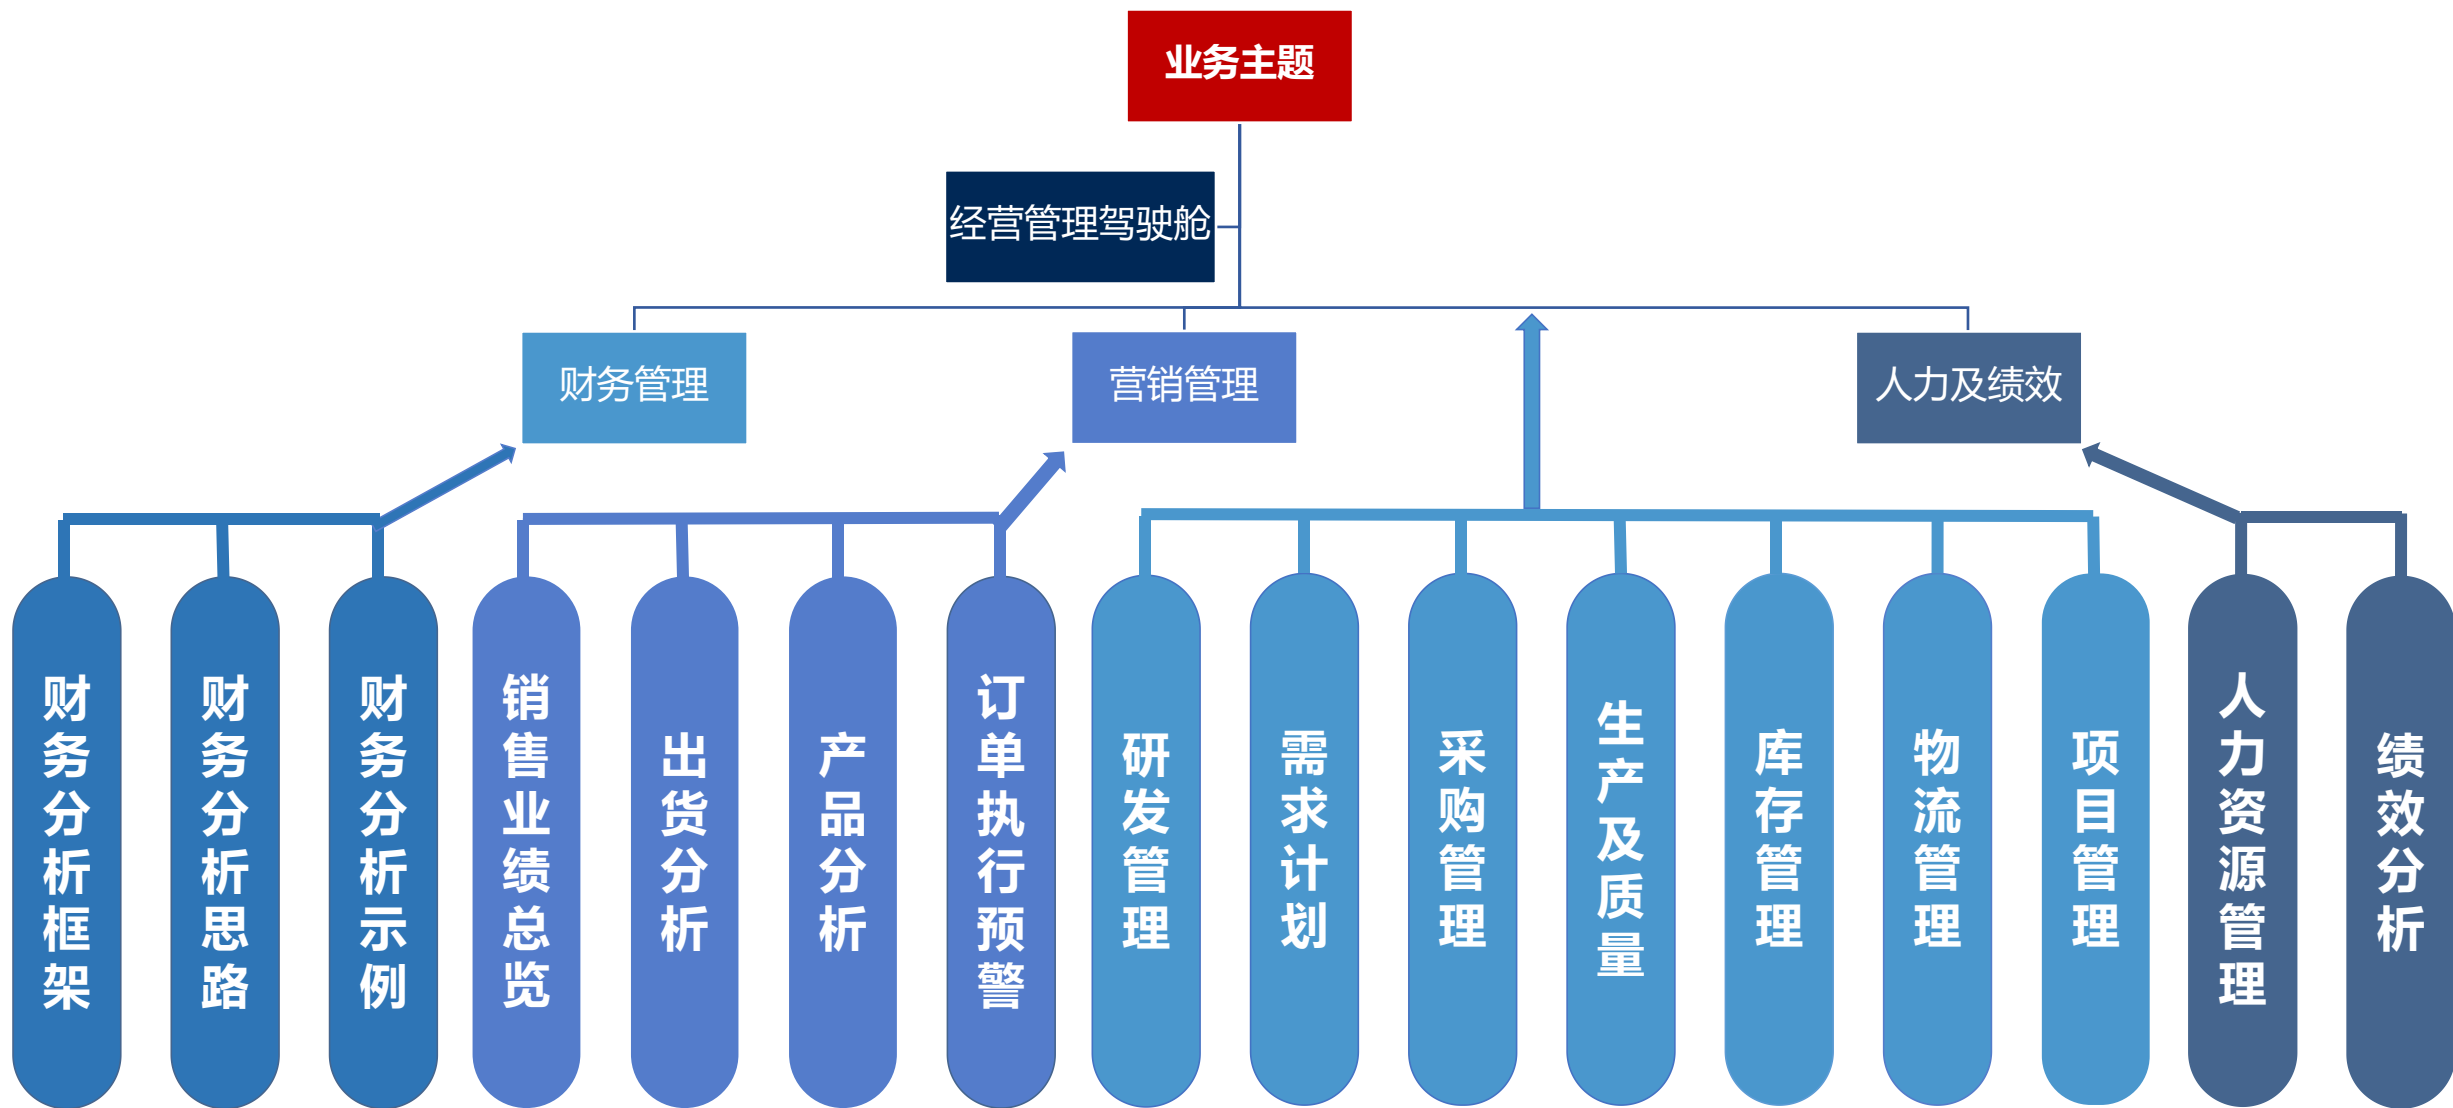 业务主题
经营管理驾驶舱
财务管理
营销管理
人力及绩效
财务分析框架
财务分析思路
财务分析示例
销售业绩总览
出货分析
产品分析
订单执行预警
研发管理
需求计划
采购管理
生产及质量
库存管理
物流管理
项目管理
人力资源管理
绩效分析